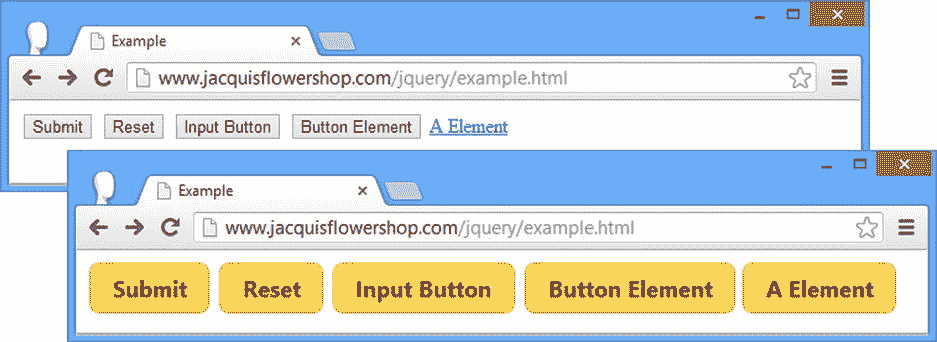 Example
www.jacquisflowershop.com/jquery/example.html
Submit Reset Input Button Button Element A Element
Example
www.jacquisflowershop.com/jquery/example.html
Submit Reset Input Button Button Element A Element